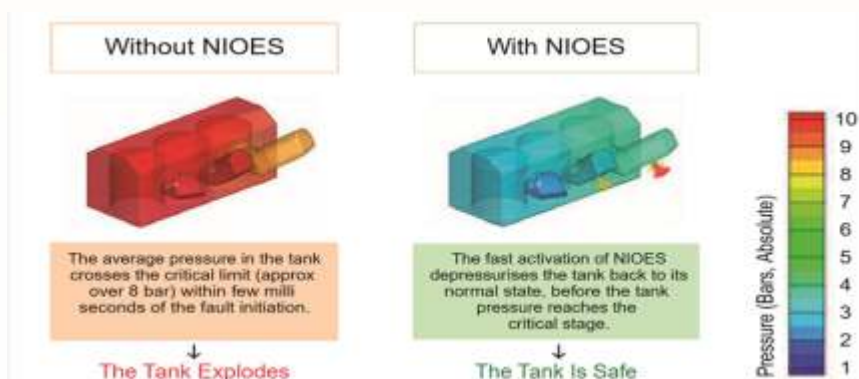 Without NIOES
The average pressure in the tank
crosses the critical limit (approx
over 8 bar) within few milli
seconds of the fault initiation.
The Tank Explodes
With NIOES
The fast activation of NIOES
depressurises the tank back to its
normal state, before the tank
pressure reaches the
critical stage.
The Tank Is Safe
Pressure (Bars, Absolute)
10
9
8
7
6
5
4
3
2
1